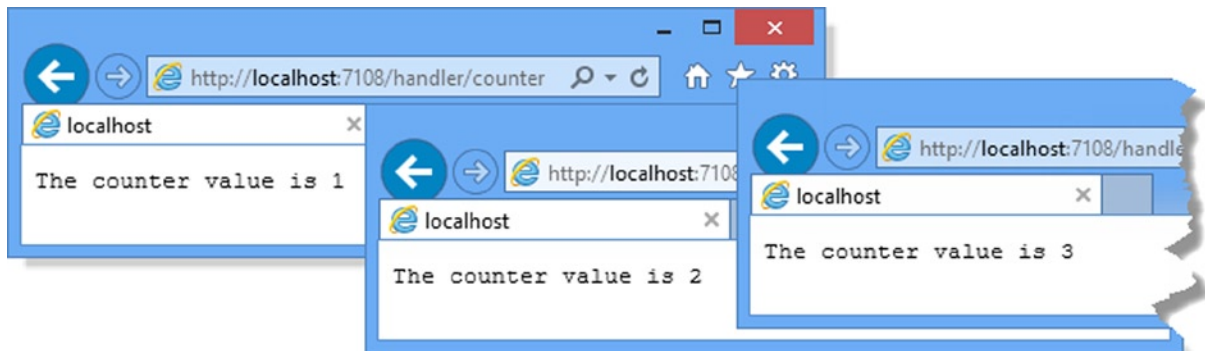 http://localhost:7108/handler/counter
localhost
The counter value is 1
http://localhost:7108
localhost
The counter value is 2
http://localhost:7108/handle
localhost
The counter value is 3